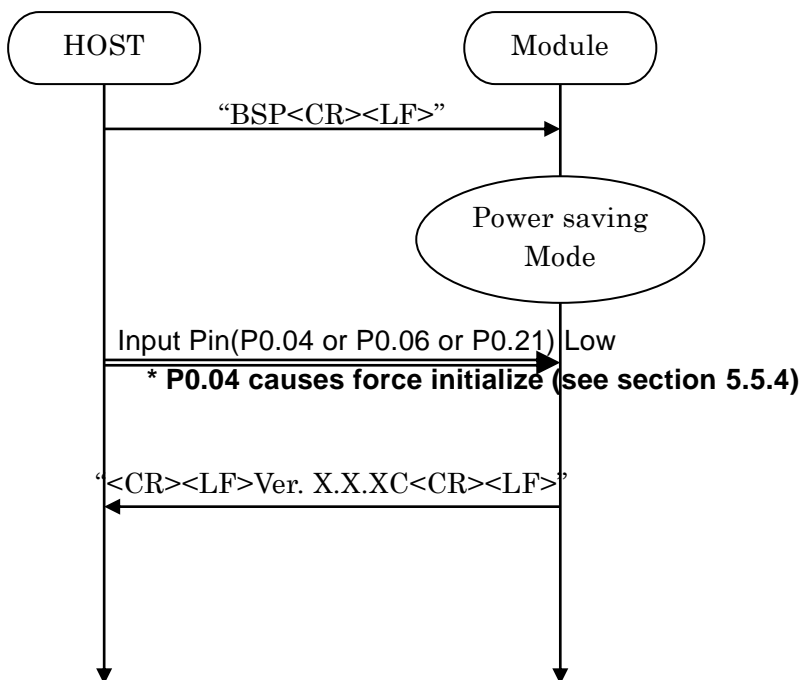 HOST
Module
“BSP<CR><LF>”
Power saving
Mode
Input Pin(P0.04 or P0.06 or P0.21) Low
* P0.04 causes force initialize (see section 5.5.4)
“<CR><LF>Ver. X.X.XC<CR><LF>”